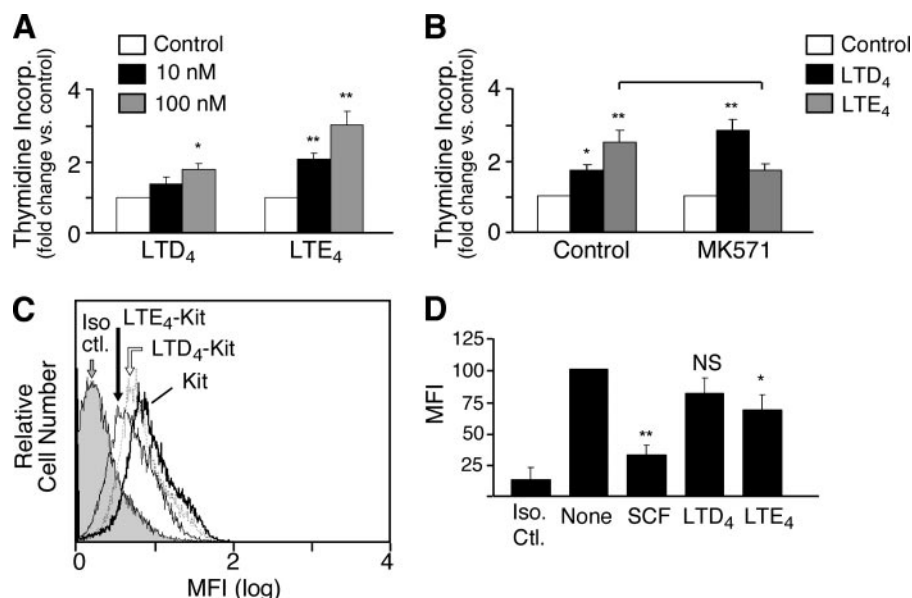 A
Thymidine Incorp.
(fold change vs. control)
Control
10 nM
100 nM
4
2
0
*
**
**
LTD4
LTE4
B
Thymidine Incorp.
(fold change vs. control)
Control
LTD4
LTE4
4
2
0
*
**
**
Control
MK571
C
Relative
Cell Number
Iso
ctl.
LTE4-Kit
LTD4-Kit
Kit
0
2
4
MFI (log)
D
MFI
125
100
75
50
25
**
NS
*
Iso.
Ctl.
None
SCF
LTD4
LTE4